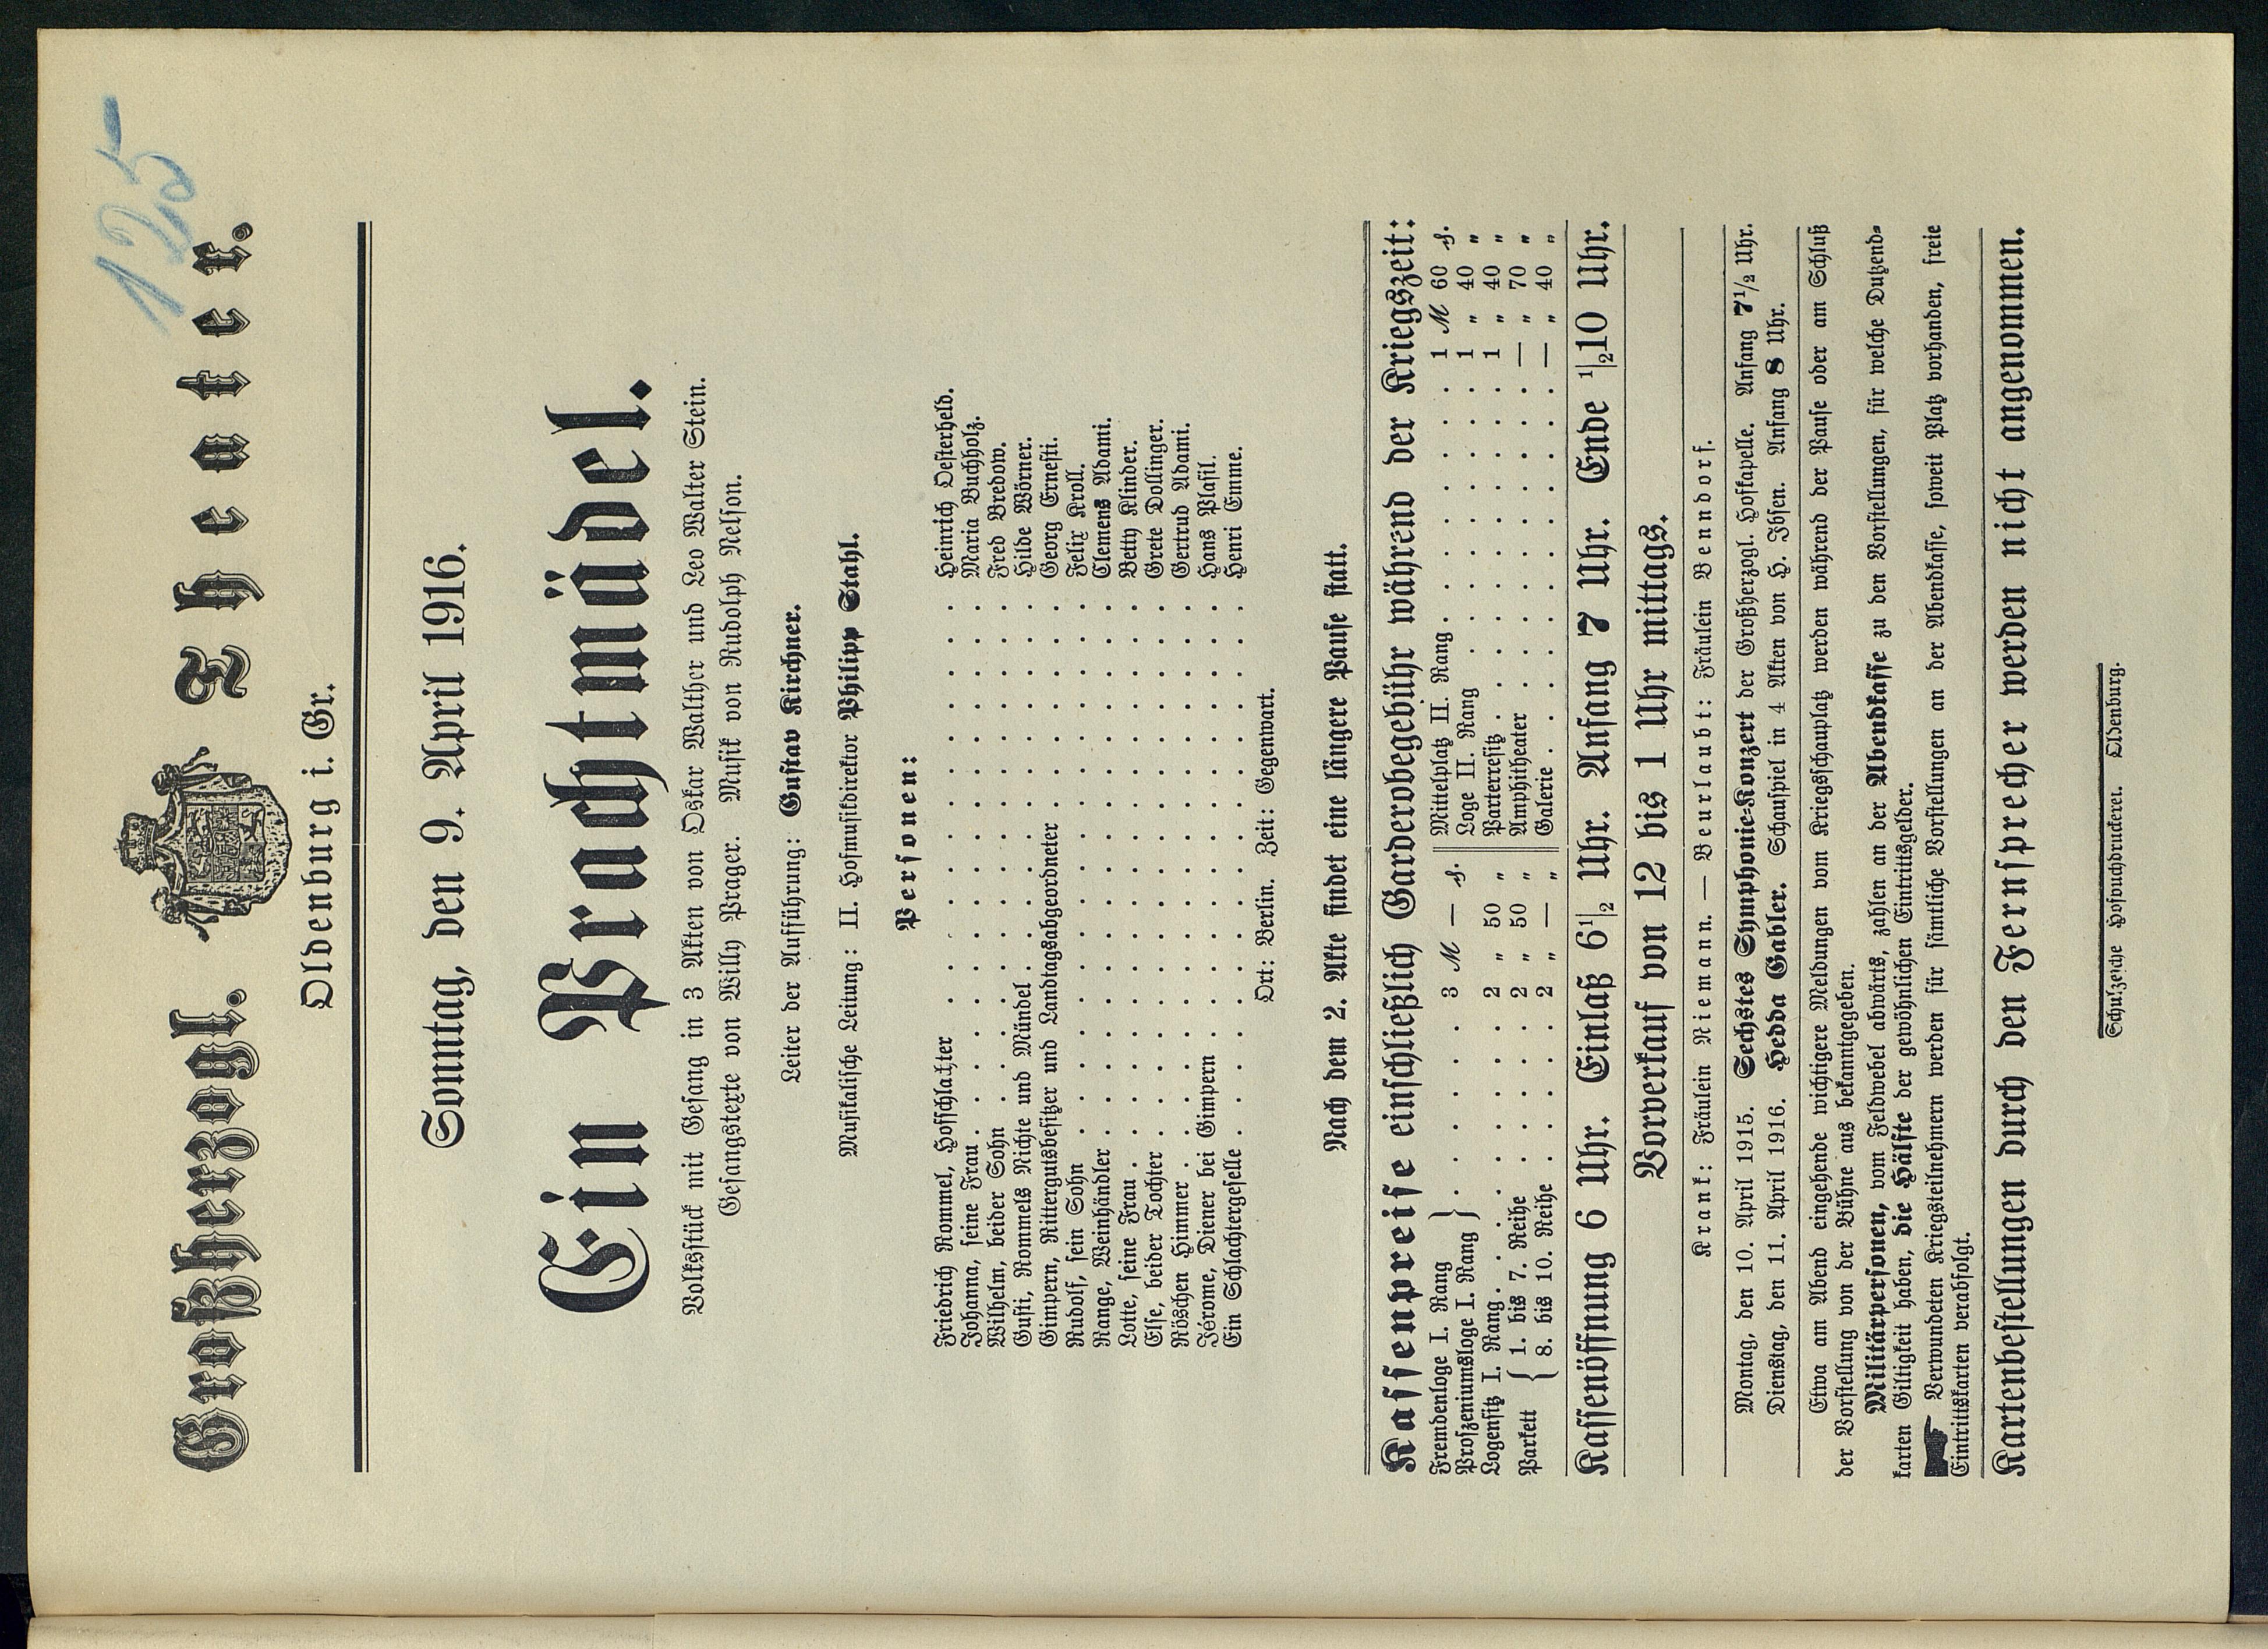 125
Großherzogl. Theater.
Oldenburg i. Gr.
Sonntag, den 9. April 1916.
Ein Prachtmädel.
Volksstück mit Gesang in 3 Akten von Oskar Walther und Leo Walter Stein.
Gesangstexte von Willy Prager. Musik von Rudolph Nelson.
Leiter der Aufführung: Gustav Kirchner.
Musikalische Leitung: II. Hofmusikdirektor Philipp Stahl.
Personen:
Friedrich Rommel, Hofschlachter . . . . . . . . . . . . Heinrich Oesterheld.
Johanna, seine Frau . . . . . . . . . . . . Maria Buchholz.
Wilhelm, beider Sohn . . . . . . . . . . . . Fred Bredow.
Gusti, Rommels Nichte und Mündel . . . . . . . . . . . . Hilde Wörner.
Gimpern, Rittergutsbesitzer und Landtagsabgeordneter . . . . . . Georg Ernesti.
Rudolf, sein Sohn . . . . . . . . . . . . Felix Kroll.
Range, Weinhändler . . . . . . . . . . . . Clemens Adami.
Lotte, seine Frau . . . . . . . . . . . . Betty Klinder.
Else, beider Tochter . . . . . . . . . . . . Grete Dollinger.
Röschen Himmer . . . . . . . . . . . . Gertrud Adami.
Jérome, Diener bei Gimpern . . . . . . . . . . . . Hans Plasil.
Ein Schlachtergeselle . . . . . . . . . . . . Henri Emme.
Ort: Berlin. Zeit: Gegenwart.
Nach dem 2. Akte findet eine längere Pause statt.
Kassenpreise einschließlich Garderobegebühr während der Kriegszeit:
Fremdenloge I. Rang
Proszeniumsloge I. Rang } . . . . . . 3 ℳ — ₰.
Logensitz I. Rang . . . . . . 2 „ 50 „
Parkett { 1. bis 7. Reihe . . . . . . 2 „ 50 „
8. bis 10. Reihe . . . . . . 2 „ — „
Mittelplatz II. Rang . . . . . . 1 ℳ 60 ₰.
Loge II. Rang . . . . . . 1 „ 40 „
Parterresitz . . . . . . 1 „ 40 „
Amphitheater . . . . . . — „ 70 „
Galerie . . . . . . — „ 40 „
Kassenöffnung 6 Uhr. Einlaß 6 1/2 Uhr. Anfang 7 Uhr. Ende 1/2 10 Uhr.
Vorverkauf von 12 bis 1 Uhr mittags.
Krank: Fräulein Niemann. — Beurlaubt: Fräulein Benndorf.
Montag, den 10. April 1915. Sechstes Symphonie-Konzert der Großherzogl. Hofkapelle. Anfang 7 1/2 Uhr.
Dienstag, den 11. April 1916. Hedda Gabler. Schauspiel in 4 Akten von H. Ibsen. Anfang 8 Uhr.
Etwa am Abend eingehende wichtigere Meldungen vom Kriegsschauplatz werden während der Pause oder am Schluß
der Vorstellung von der Bühne aus bekanntgegeben.
Militärpersonen, vom Feldwebel abwärts, zahlen an der Abendkasse zu den Vorstellungen, für welche Dutzend-
karten Giltigkeit haben, die Hälfte der gewöhnlichen Eintrittsgelder.
☛ Verwundeten Kriegsteilnehmern werden für sämtliche Vorstellungen an der Abendkasse, soweit Platz vorhanden, freie
Eintrittskarten verabfolgt.
Kartenbestellungen durch den Fernsprecher werden nicht angenommen.
Schulzesche Hofbuchdruckerei. Oldenburg.